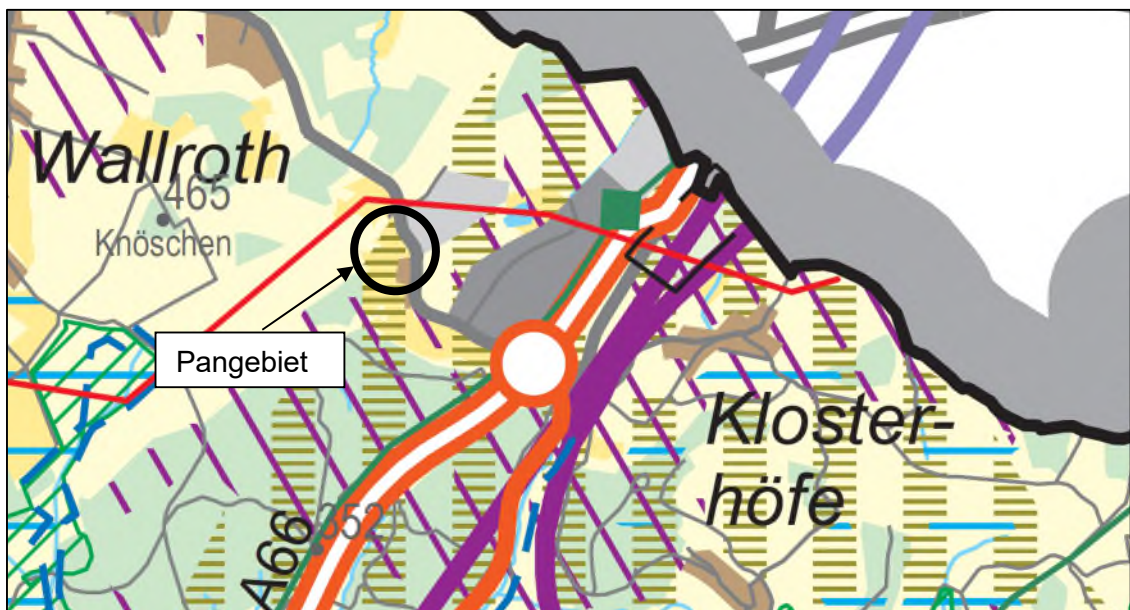 Wallroth
465
Knöschen
Pangebiet
Kloster-
höfe
A66
352